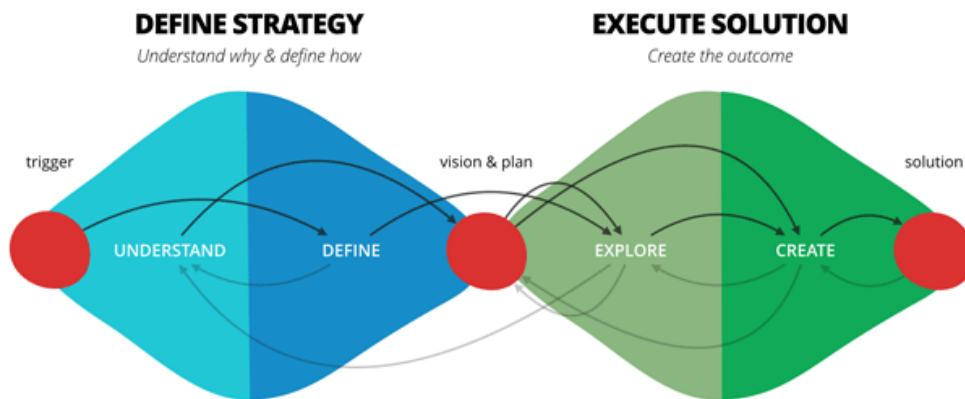 DEFINE STRATEGY
Understand why & define how
EXECUTE SOLUTION
Create the outcome
trigger
vision & plan
solution
UNDERSTAND
DEFINE
EXPLORE
CREATE